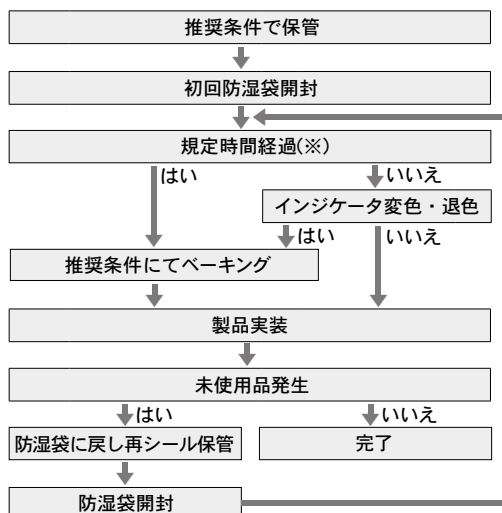 推奨条件で保管
初回防湿袋開封
規定時間経過(※)
はい
いいえ
インジケータ変色・退色
はい
いいえ
推奨条件にてベーキング
製品実装
未使用品発生
はい
いいえ
防湿袋に戻し再シール保管
完了
防湿袋開封